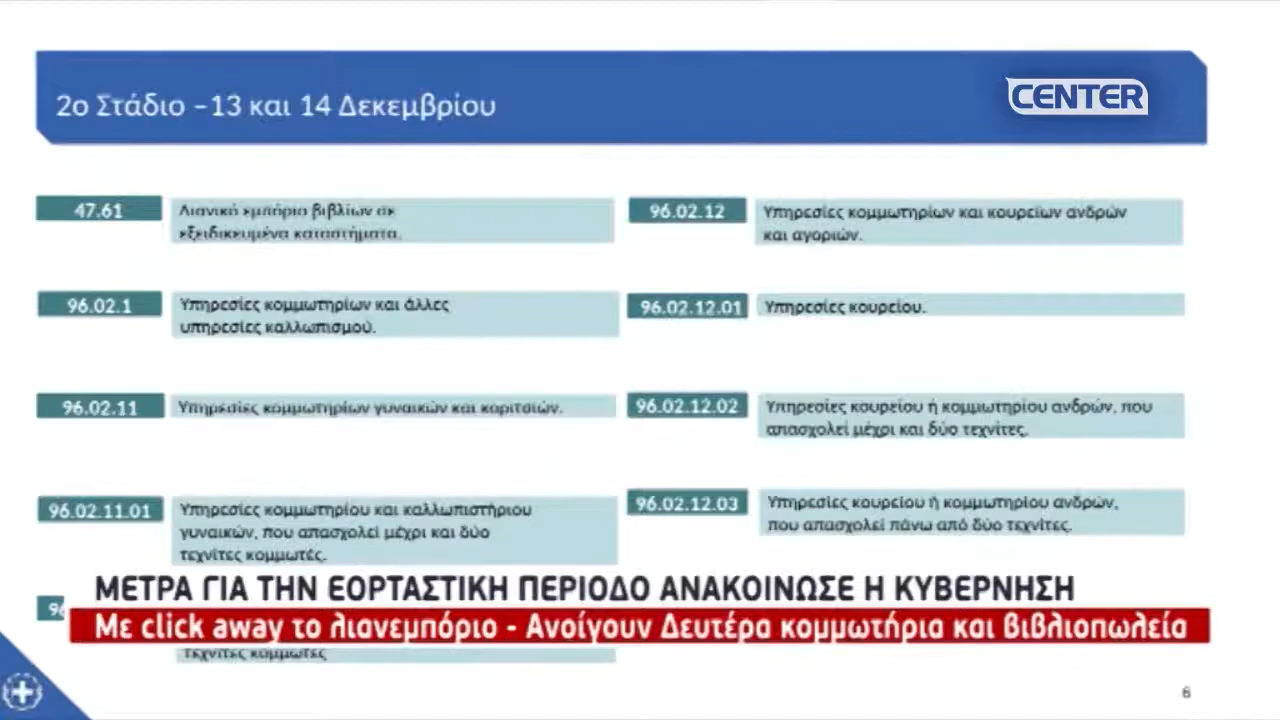 2ο Στάδιο – 13 και 14 Δεκεμβρίου
CENTER
47.61
Λιανικό εμπόριο βιβλίων σε
εξειδικευμένα καταστήματα.
96.02.12
Υπηρεσίες κομμωτηρίων και κουρείων ανδρών
και αγοριών.
96.02.1
Υπηρεσίες κομμωτηρίων και άλλες
υπηρεσίες καλλωπισμού.
96.02.12.01
Υπηρεσίες κουρείου.
96.02.11
Υπηρεσίες κομμωτηρίων γυναικών και κοριτσιών.
96.02.12.02
Υπηρεσίες κουρείου ή κομμωτηρίου ανδρών, που
απασχολεί μέχρι και δύο τεχνίτες.
96.02.11.01
Υπηρεσίες κομμωτηρίου και καλλωπιστήριου
γυναικών, που απασχολεί μέχρι και δύο
τεχνίτες κομμωτές.
96.02.12.03
Υπηρεσίες κουρείου ή κομμωτηρίου ανδρών,
που απασχολεί πάνω από δύο τεχνίτες.
ΜΕΤΡΑ ΓΙΑ ΤΗΝ ΕΟΡΤΑΣΤΙΚΗ ΠΕΡΙΟΔΟ ΑΝΑΚΟΙΝΩΣΕ Η ΚΥΒΕΡΝΗΣΗ
Με click away το λιανεμπόριο - Ανοίγουν Δευτέρα κομμωτήρια και βιβλιοπωλεία
τεχνίτες κομμωτές
6